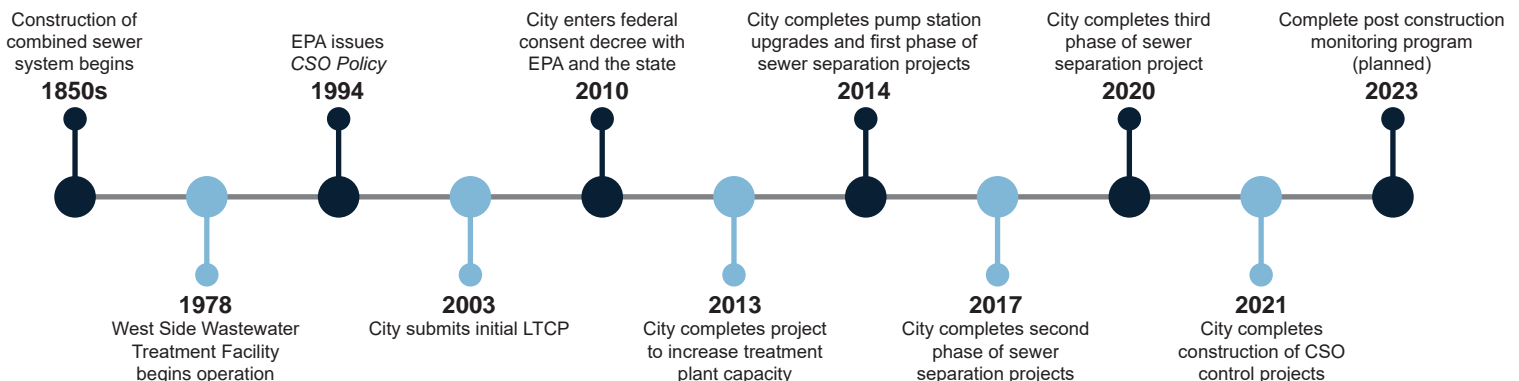 Construction of
combined sewer
system begins
1850s
1978
West Side Wastewater
Treatment Facility
begins operation
EPA issues
CSO Policy
1994
2003
City submits initial LTCP
City enters federal
consent decree with
EPA and the state
2010
2013
City completes project
to increase treatment
plant capacity
City completes pump station
upgrades and first phase of
sewer separation projects
2014
2017
City completes second
phase of sewer
separation projects
City completes third
phase of sewer
separation project
2020
2021
City completes
construction of CSO
control projects
Complete post construction
monitoring program
(planned)
2023